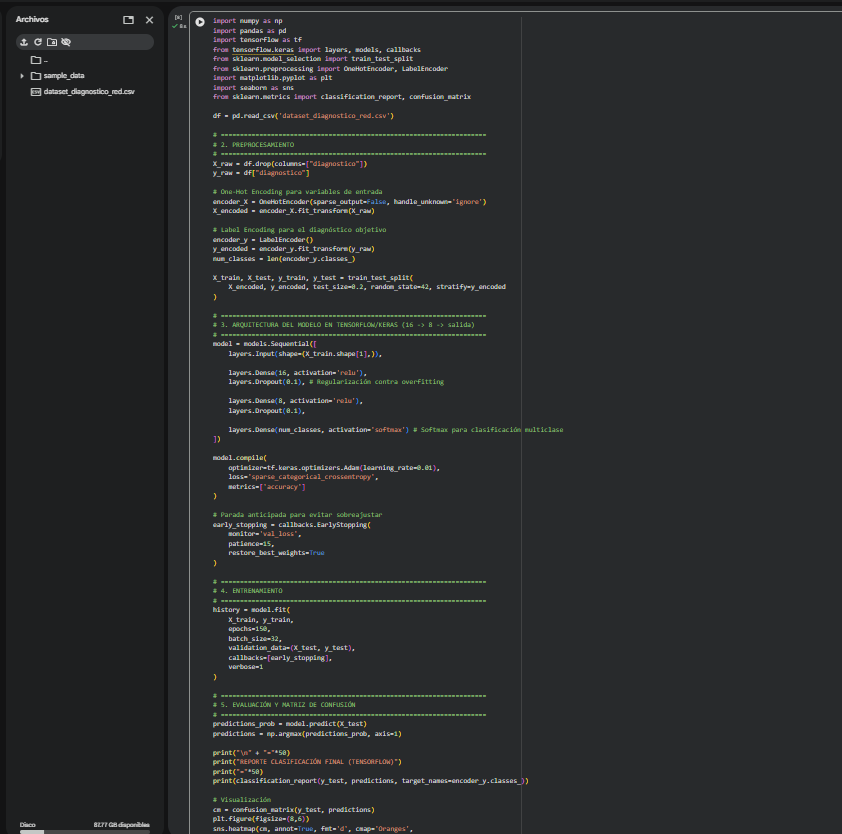 Archivos
..
sample_data
dataset_diagnostico_red.csv
Disco
87.77 GB disponibles
[8]
8s
import numpy as np
import pandas as pd
import tensorflow as tf
from tensorflow.keras import layers, models, callbacks
from sklearn.model_selection import train_test_split
from sklearn.preprocessing import OneHotEncoder, LabelEncoder
import matplotlib.pyplot as plt
import seaborn as sns
from sklearn.metrics import classification_report, confusion_matrix
df = pd.read_csv('dataset_diagnostico_red.csv')
# =====================================================================
# 2. PREPROCESAMIENTO
# =====================================================================
X_raw = df.drop(columns=["diagnostico"])
y_raw = df["diagnostico"]
# One-Hot Encoding para variables de entrada
encoder_X = OneHotEncoder(sparse_output=False, handle_unknown='ignore')
X_encoded = encoder_X.fit_transform(X_raw)
# Label Encoding para el diagnóstico objetivo
encoder_y = LabelEncoder()
y_encoded = encoder_y.fit_transform(y_raw)
num_classes = len(encoder_y.classes_)
X_train, X_test, y_train, y_test = train_test_split(
    X_encoded, y_encoded, test_size=0.2, random_state=42, stratify=y_encoded
)
# =====================================================================
# 3. ARQUITECTURA DEL MODELO EN TENSORFLOW/KERAS (16 -> 8 -> salida)
# =====================================================================
model = models.Sequential([
    layers.Input(shape=(X_train.shape[1],)),
    layers.Dense(16, activation='relu'),
    layers.Dropout(0.1), # Regularización contra overfitting
    layers.Dense(8, activation='relu'),
    layers.Dropout(0.1),
    layers.Dense(num_classes, activation='softmax') # Softmax para clasificación multiclase
])
model.compile(
    optimizer=tf.keras.optimizers.Adam(learning_rate=0.01),
    loss='sparse_categorical_crossentropy',
    metrics=['accuracy']
)
# Parada anticipada para evitar sobreajustar
early_stopping = callbacks.EarlyStopping(
    monitor='val_loss',
    patience=15,
    restore_best_weights=True
)
# =====================================================================
# 4. ENTRENAMIENTO
# =====================================================================
history = model.fit(
    X_train, y_train,
    epochs=150,
    batch_size=32,
    validation_data=(X_test, y_test),
    callbacks=[early_stopping],
    verbose=1
)
# =====================================================================
# 5. EVALUACIÓN Y MATRIZ DE CONFUSIÓN
# =====================================================================
predictions_prob = model.predict(X_test)
predictions = np.argmax(predictions_prob, axis=1)
print("\n" + "="*50)
print("REPORTE CLASIFICACIÓN FINAL (TENSORFLOW)")
print("="*50)
print(classification_report(y_test, predictions, target_names=encoder_y.classes_))
# Visualización
cm = confusion_matrix(y_test, predictions)
plt.figure(figsize=(8,6))
sns.heatmap(cm, annot=True, fmt='d', cmap='Oranges',